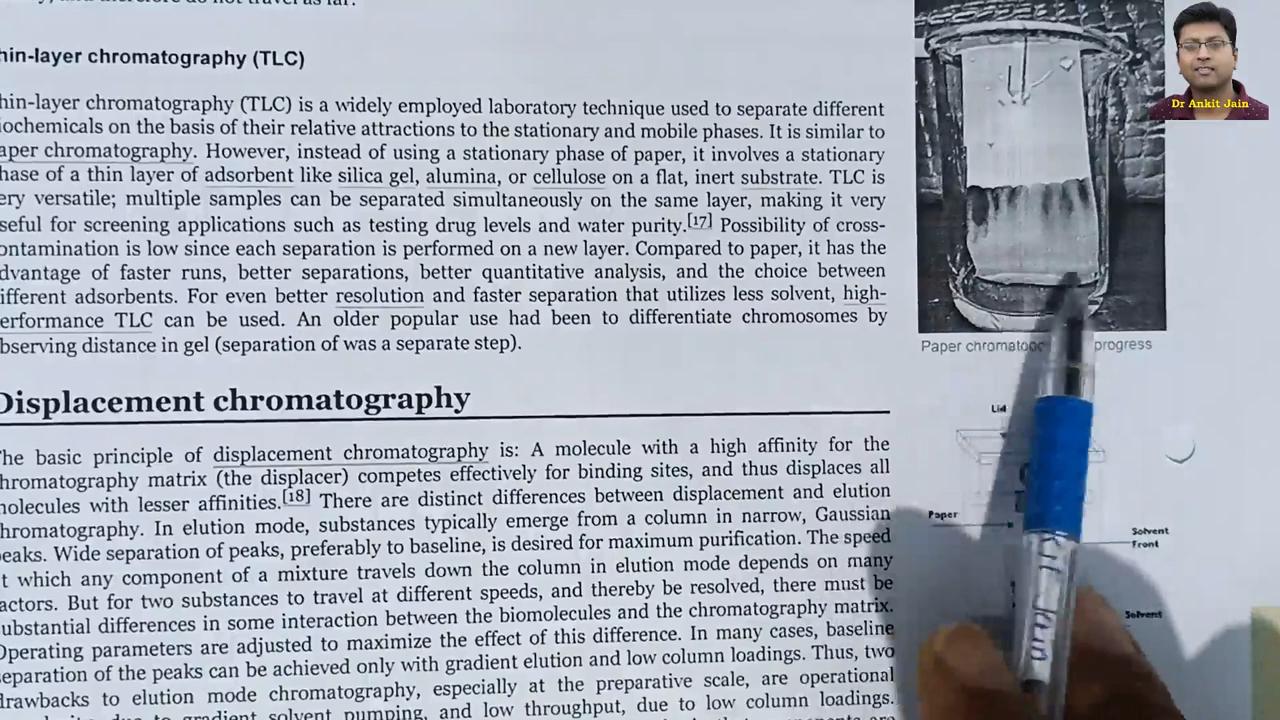 hin-layer chromatography (TLC)
hin-layer chromatography (TLC) is a widely employed laboratory technique used to separate different
iochemicals on the basis of their relative attractions to the stationary and mobile phases. It is similar to
aper chromatography. However, instead of using a stationary phase of paper, it involves a stationary
hase of a thin layer of adsorbent like silica gel, alumina, or cellulose on a flat, inert substrate. TLC is
ery versatile; multiple samples can be separated simultaneously on the same layer, making it very
seful for screening applications such as testing drug levels and water purity.[17] Possibility of cross-
ontamination is low since each separation is performed on a new layer. Compared to paper, it has the
dvantage of faster runs, better separations, better quantitative analysis, and the choice between
ifferent adsorbents. For even better resolution and faster separation that utilizes less solvent, high-
erformance TLC can be used. An older popular use had been to differentiate chromosomes by
bserving distance in gel (separation of was a separate step).
Displacement chromatography
he basic principle of displacement chromatography is: A molecule with a high affinity for the
hromatography matrix (the displacer) competes effectively for binding sites, and thus displaces all
nolecules with lesser affinities.[18] There are distinct differences between displacement and elution
hromatography. In elution mode, substances typically emerge from a column in narrow, Gaussian
eaks. Wide separation of peaks, preferably to baseline, is desired for maximum purification. The speed
t which any component of a mixture travels down the column in elution mode depends on many
actors. But for two substances to travel at different speeds, and thereby be resolved, there must be
ubstantial differences in some interaction between the biomolecules and the chromatography matrix.
Operating parameters are adjusted to maximize the effect of this difference. In many cases, baseline
eparation of the peaks can be achieved only with gradient elution and low column loadings. Thus, two
drawbacks to elution mode chromatography, especially at the preparative scale, are operational
gradient solvent pumping, and low throughput, due to low column loadings.
Dr Ankit Jain
Paper chromatog progress
Lid
Paper
Solvent
Front
Solvent